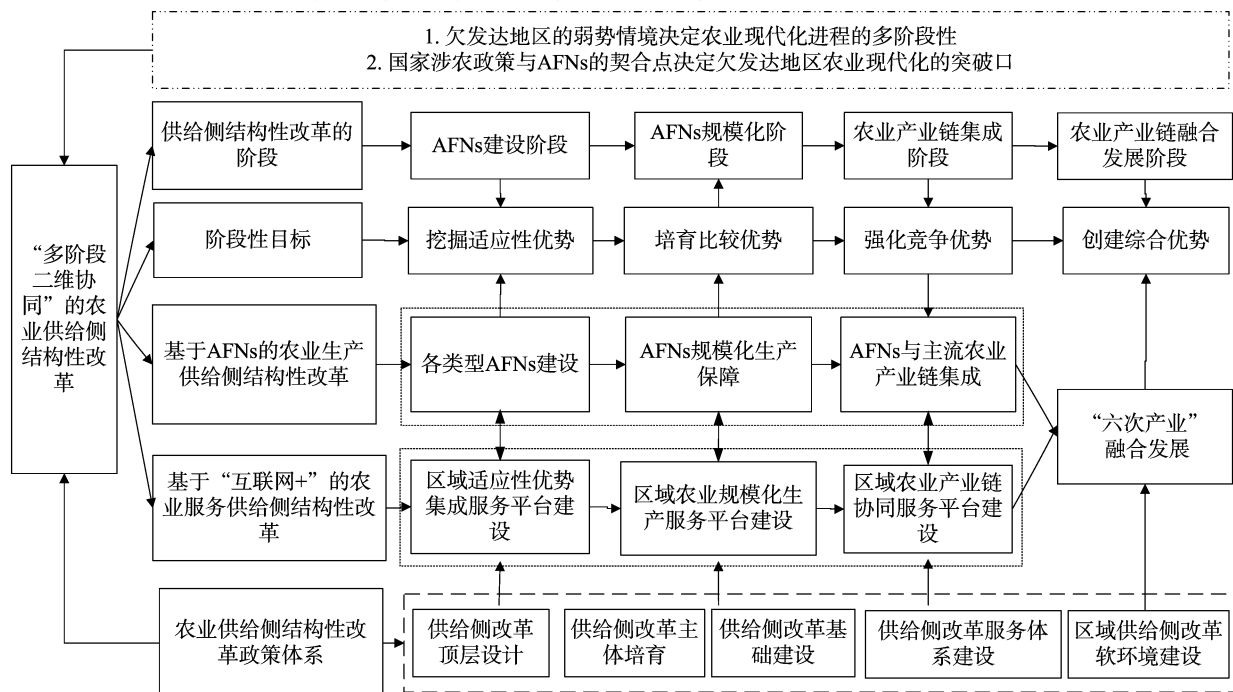 1. 欠发达地区的弱势情境决定农业现代化进程的多阶段性
2. 国家涉农政策与AFNs的契合点决定欠发达地区农业现代化的突破口
“多阶段
二维协
同”的农
业供给侧
结构性改
革
供给侧结构性改革的
阶段
AFNs建设阶段
AFNs规模化阶
段
农业产业链集成
阶段
农业产业链融合
发展阶段
阶段性目标
挖掘适应性优势
培育比较优势
强化竞争优势
创建综合优势
基于AFNs的农业生产
供给侧结构性改革
各类型AFNs建设
AFNs规模化生产
保障
AFNs与主流农业
产业链集成
“六次产业”
融合发展
基于“互联网+”的农
业服务供给侧结构性改
革
区域适应性优势
集成服务平台建
设
区域农业规模化生
产服务平台建设
区域农业产业链
协同服务平台建
设
农业供给侧结构性改
革政策体系
供给侧改革
顶层设计
供给侧改革主
体培育
供给侧改革基
础建设
供给侧改革服务体
系建设
区域供给侧改革
软环境建设